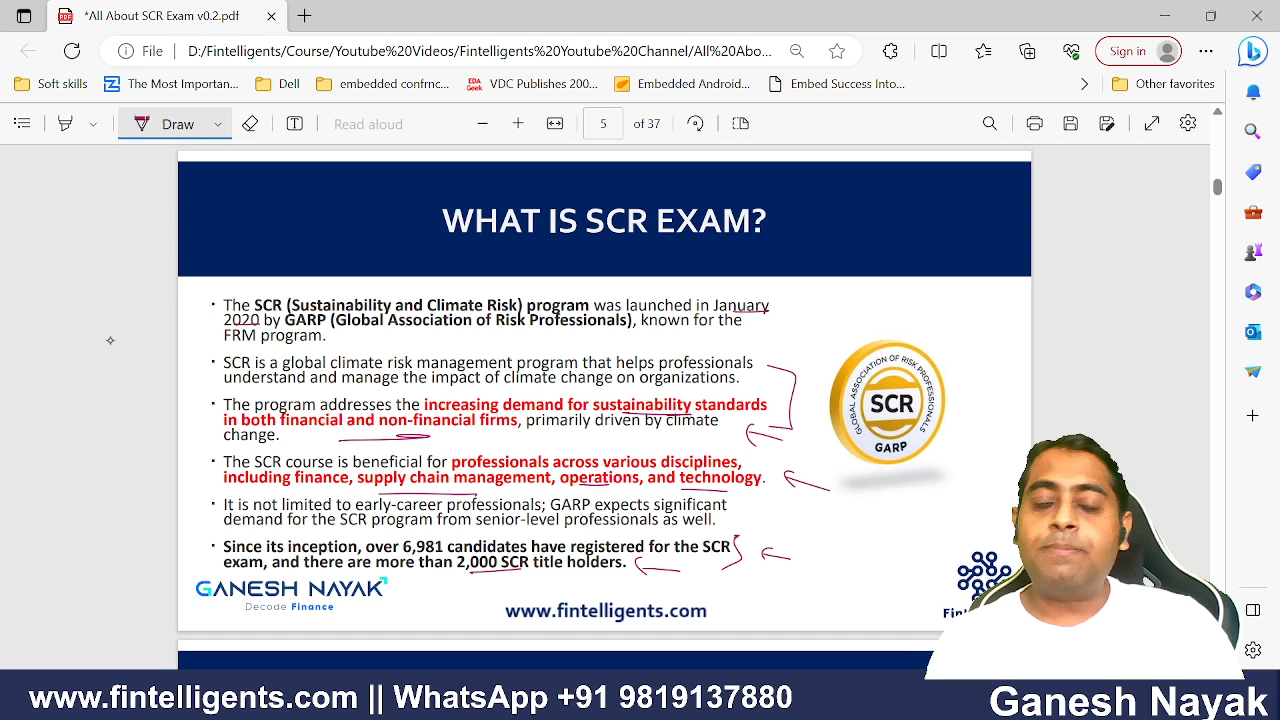 *All About SCR Exam v0.2.pdf
File
D:/Fintelligents/Course/Youtube%20Videos/Fintelligents%20Youtube%20Channel/All%20Abo...
Sign in
Soft skills
The Most Importan...
Dell
embedded confrnc...
EDA Geek
VDC Publishes 200...
Embedded Android...
Embed Success Into...
Other favorites
Draw
Read aloud
5
of 37
WHAT IS SCR EXAM?
▪ The SCR (Sustainability and Climate Risk) program was launched in January
2020 by GARP (Global Association of Risk Professionals), known for the
FRM program.
▪ SCR is a global climate risk management program that helps professionals
understand and manage the impact of climate change on organizations.
▪ The program addresses the increasing demand for sustainability standards
in both financial and non-financial firms, primarily driven by climate
change.
▪ The SCR course is beneficial for professionals across various disciplines,
including finance, supply chain management, operations, and technology.
▪ It is not limited to early-career professionals; GARP expects significant
demand for the SCR program from senior-level professionals as well.
▪ Since its inception, over 6,981 candidates have registered for the SCR
exam, and there are more than 2,000 SCR title holders.
GLOBAL ASSOCIATION OF RISK PROFESSIONALS
SCR
GARP
GANESH NAYAK
Decode Finance
www.fintelligents.com
Fint
www.fintelligents.com || WhatsApp +91 9819137880
Ganesh Nayak